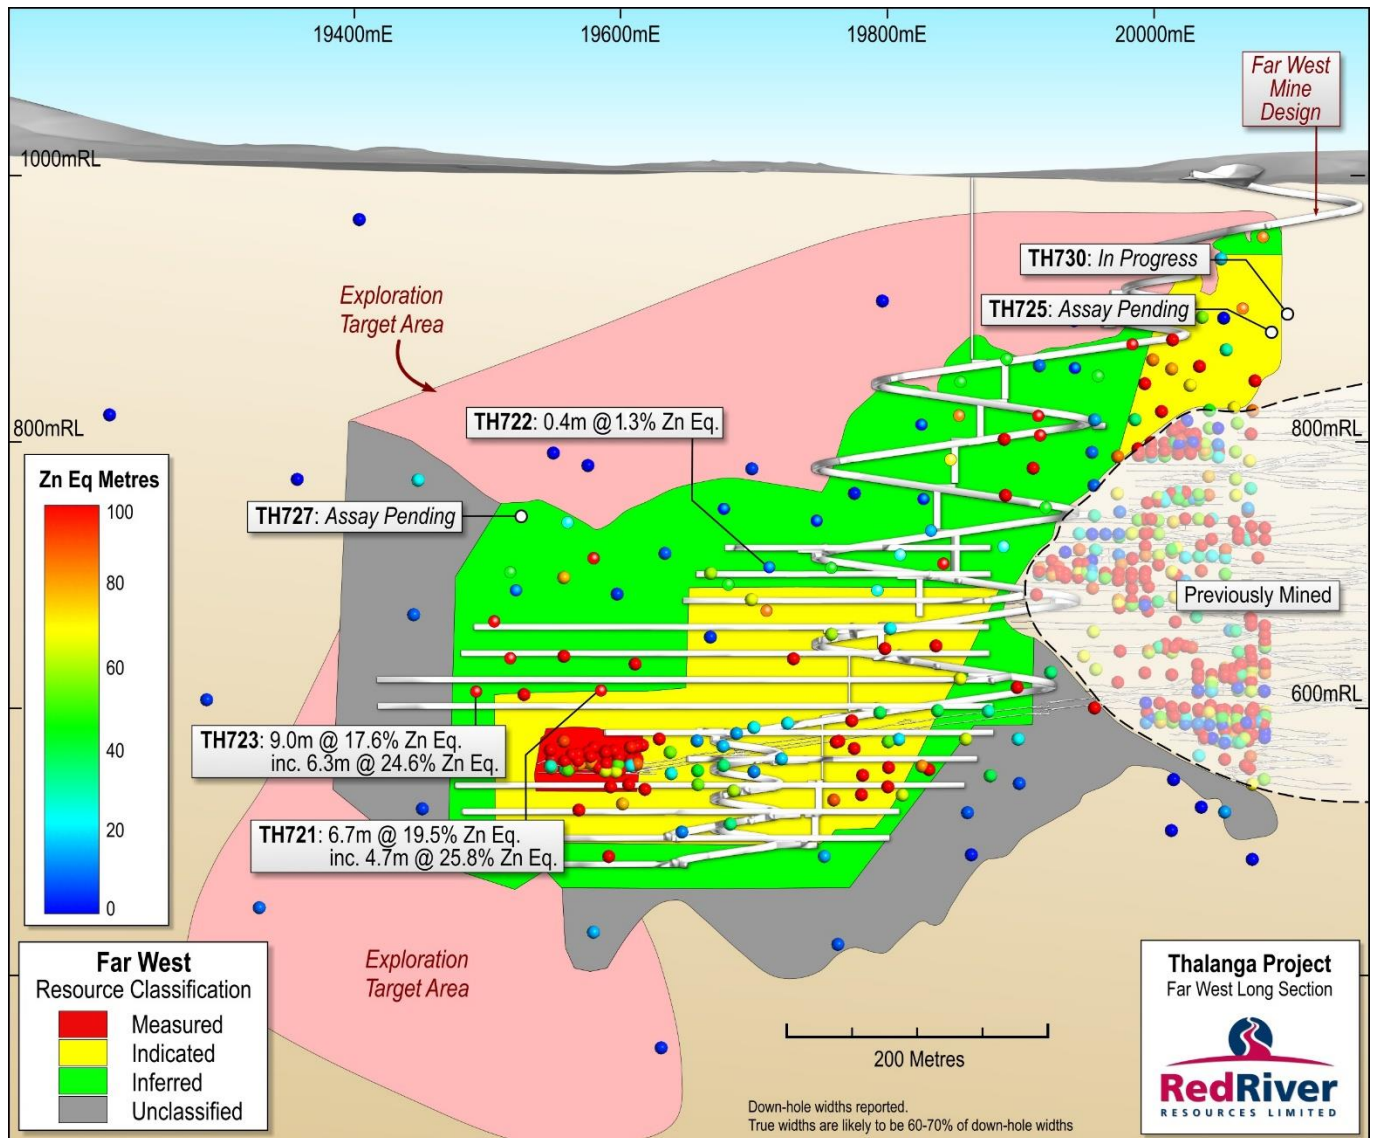 19400mE
19600mE
19800mE
20000mE
Far West
Mine
Design
1000mRL
TH730: In Progress
TH725: Assay Pending
Exploration
Target Area
TH722: 0.4m @ 1.3% Zn Eq.
800mRL
800mRL
Zn Eq Metres
100
80
60
40
20
0
TH727: Assay Pending
Previously Mined
600mRL
TH723: 9.0m @ 17.6% Zn Eq.
inc. 6.3m @ 24.6% Zn Eq.
TH721: 6.7m @ 19.5% Zn Eq.
inc. 4.7m @ 25.8% Zn Eq.
Far West
Resource Classification
Measured
Indicated
Inferred
Unclassified
Exploration
Target Area
200 Metres
Down-hole widths reported.
True widths are likely to be 60-70% of down-hole widths
Thalanga Project
Far West Long Section
RedRiver
RESOURCES LIMITED